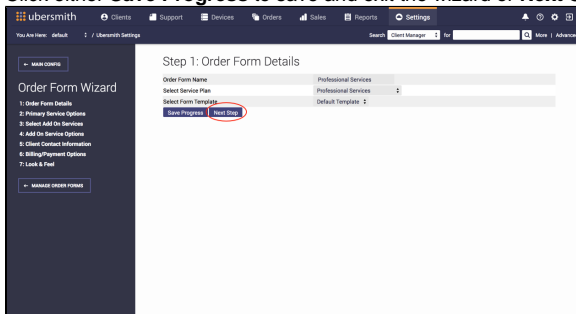 Click either Save Progress to save and exit the wizard or Next S
ubersmith Clients Support Devices Orders Sales Reports Settings
You Are Here: default / Ubersmith Settings Search Client Manager for More | Advanced
← MAIN CONFIG
Step 1: Order Form Details
Order Form Wizard
Order Form Name Professional Services
Select Service Plan Professional Services
Select Form Template Default Template
Save Progress Next Step
1: Order Form Details
2: Primary Service Options
3: Select Add On Services
4: Add On Service Options
5: Client Contact Information
6: Billing/Payment Options
7: Look & Feel
← MANAGE ORDER FORMS